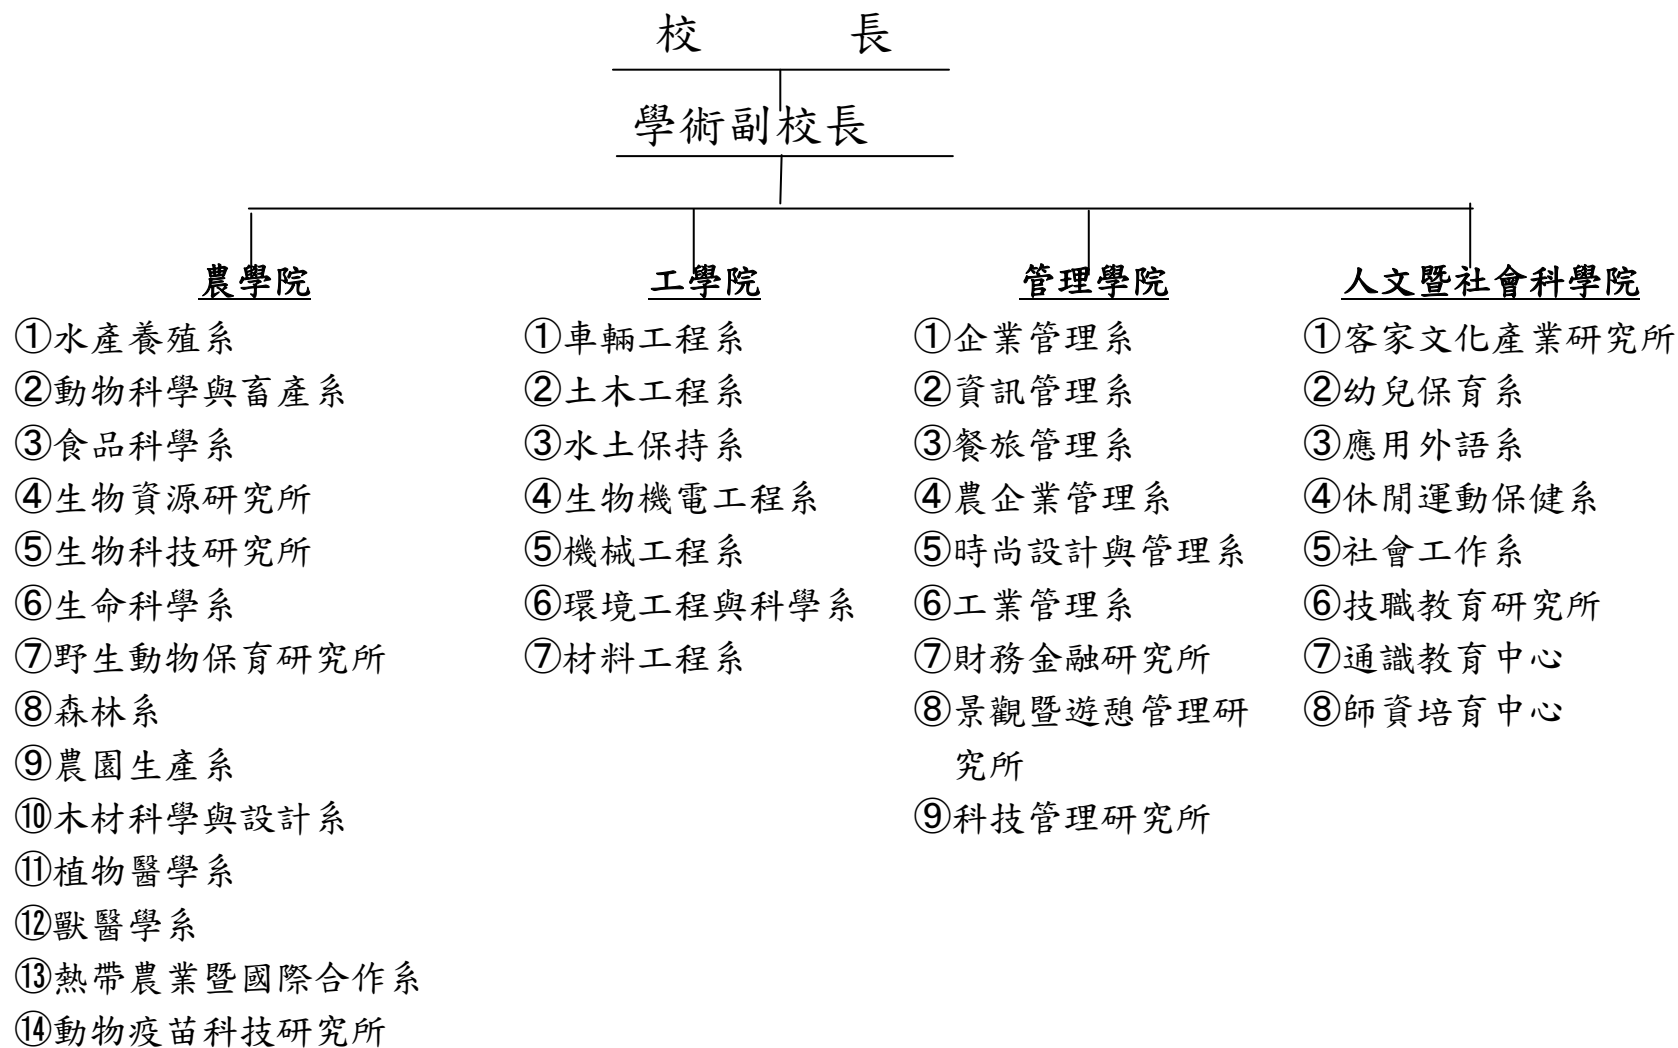 校 長
學術副校長
農學院
①水產養殖系
②動物科學與畜產系
③食品科學系
④生物資源研究所
⑤生物科技研究所
⑥生命科學系
⑦野生動物保育研究所
⑧森林系
⑨農園生產系
⑩木材科學與設計系
⑪植物醫學系
⑫獸醫學系
⑬熱帶農業暨國際合作系
⑭動物疫苗科技研究所
工學院
①車輛工程系
②土木工程系
③水土保持系
④生物機電工程系
⑤機械工程系
⑥環境工程與科學系
⑦材料工程系
管理學院
①企業管理系
②資訊管理系
③餐旅管理系
④農企業管理系
⑤時尚設計與管理系
⑥工業管理系
⑦財務金融研究所
⑧景觀暨遊憩管理研
究所
⑨科技管理研究所
人文暨社會科學院
①客家文化產業研究所
②幼兒保育系
③應用外語系
④休閒運動保健系
⑤社會工作系
⑥技職教育研究所
⑦通識教育中心
⑧師資培育中心